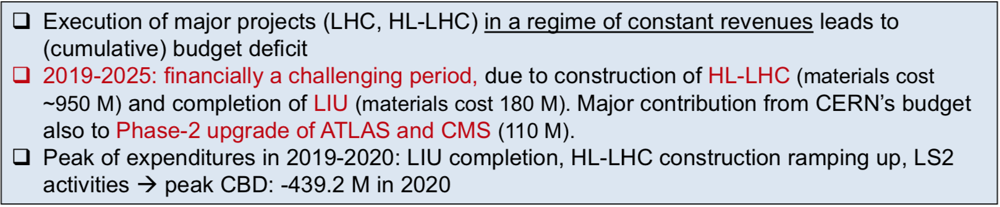 ❑ Execution of major projects (LHC, HL-LHC) in a regime of constant revenues leads to
(cumulative) budget deficit
❑ 2019-2025: financially a challenging period, due to construction of HL-LHC (materials cost
~950 M) and completion of LIU (materials cost 180 M). Major contribution from CERN’s budget
also to Phase-2 upgrade of ATLAS and CMS (110 M).
❑ Peak of expenditures in 2019-2020: LIU completion, HL-LHC construction ramping up, LS2
activities → peak CBD: -439.2 M in 2020